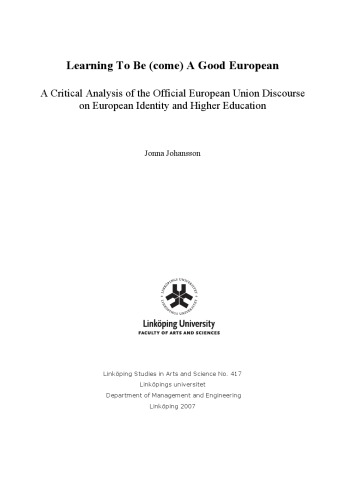 Learning To Be (come) A Good European
A Critical Analysis of the Official European Union Discourse
on European Identity and Higher Education
Jonna Johansson
Linköping University
FACULTY OF ARTS AND SCIENCES
Linköping Studies in Arts and Science No. 417
Linköpings universitet
Department of Management and Engineering
Linköping 2007